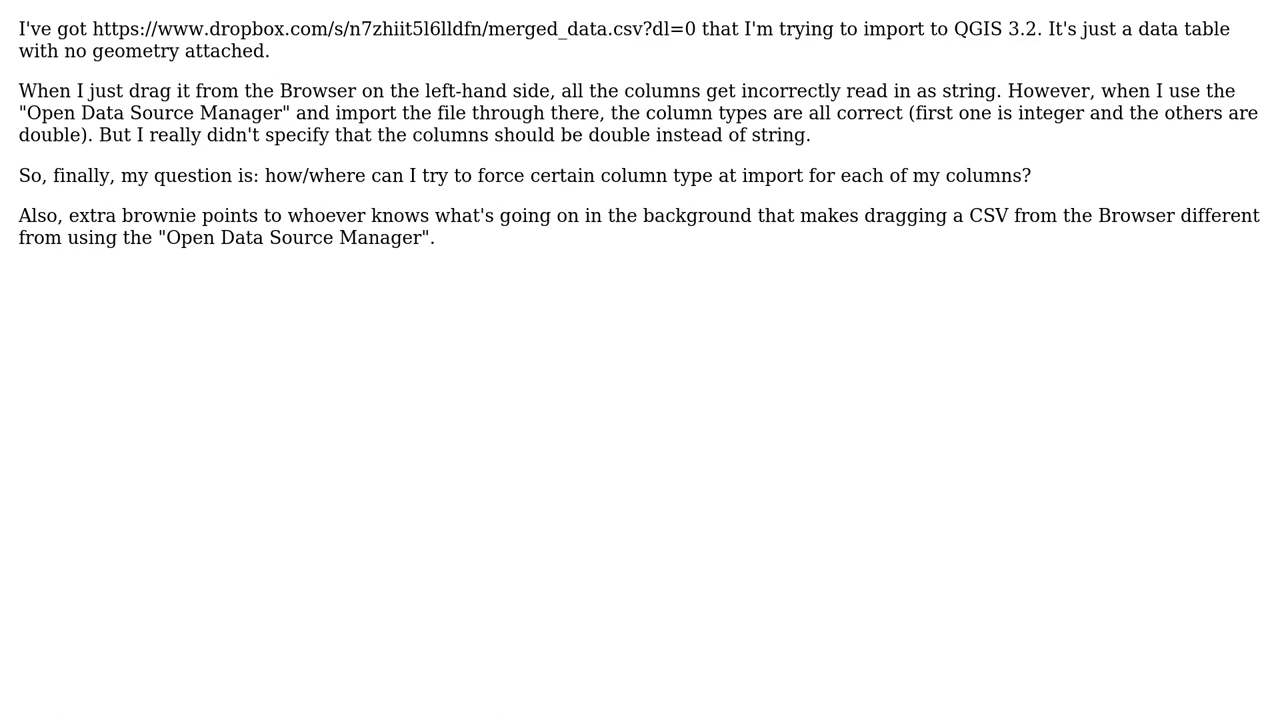 I've got https://www.dropbox.com/s/n7zhiit5l6lldfn/merged_data.csv?dl=0 that I'm trying to import to QGIS 3.2. It's just a data table
with no geometry attached.
When I just drag it from the Browser on the left-hand side, all the columns get incorrectly read in as string. However, when I use the
"Open Data Source Manager" and import the file through there, the column types are all correct (first one is integer and the others are
double). But I really didn't specify that the columns should be double instead of string.
So, finally, my question is: how/where can I try to force certain column type at import for each of my columns?
Also, extra brownie points to whoever knows what's going on in the background that makes dragging a CSV from the Browser different
from using the "Open Data Source Manager".